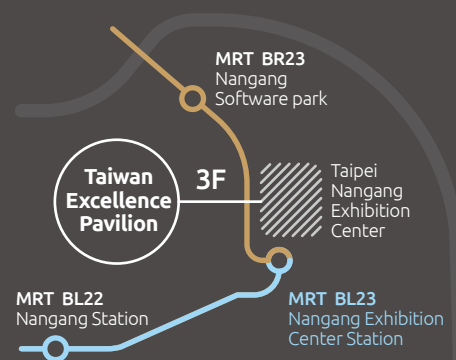 MRT BR23
Nangang
Software park
Taiwan
Excellence
Pavilion
3F
Taipei
Nangang
Exhibition
Center
MRT BL22
Nangang Station
MRT BL23
Nangang Exhibition
Center Station